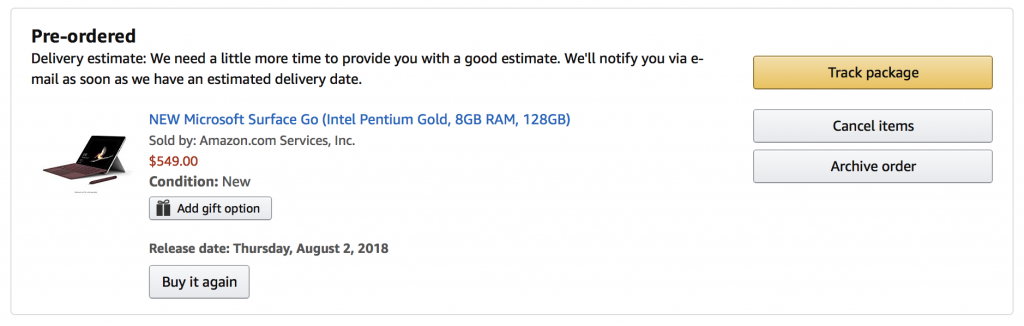 Pre-ordered
Delivery estimate: We need a little more time to provide you with a good estimate. We'll notify you via e-
mail as soon as we have an estimated delivery date.
Track package
NEW Microsoft Surface Go (Intel Pentium Gold, 8GB RAM, 128GB)
Sold by: Amazon.com Services, Inc.
$549.00
Condition: New
Add gift option
Release date: Thursday, August 2, 2018
Buy it again
Cancel items
Archive order